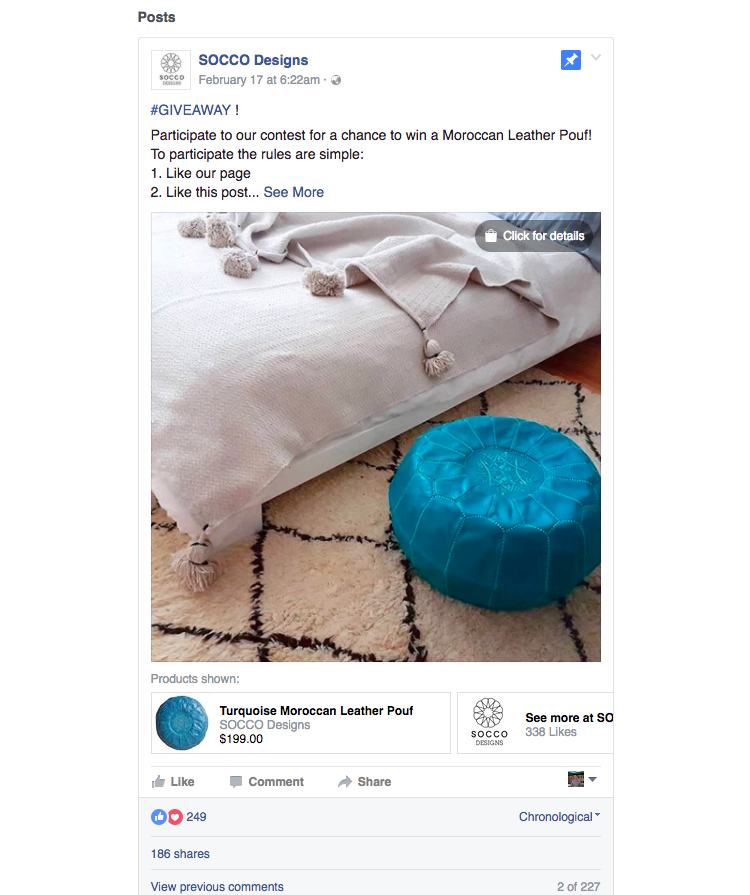 Posts
SOCCO Designs
February 17 at 6:22am ·
SOCCO
DESIGNS
#GIVEAWAY !
Participate to our contest for a chance to win a Moroccan Leather Pouf!
To participate the rules are simple:
1. Like our page
2. Like this post... See More
Click for details
Products shown:
Turquoise Moroccan Leather Pouf
SOCCO Designs
$199.00
SOCCO
DESIGNS
See more at SO
338 Likes
Like Comment Share
249
Chronological
186 shares
View previous comments 2 of 227